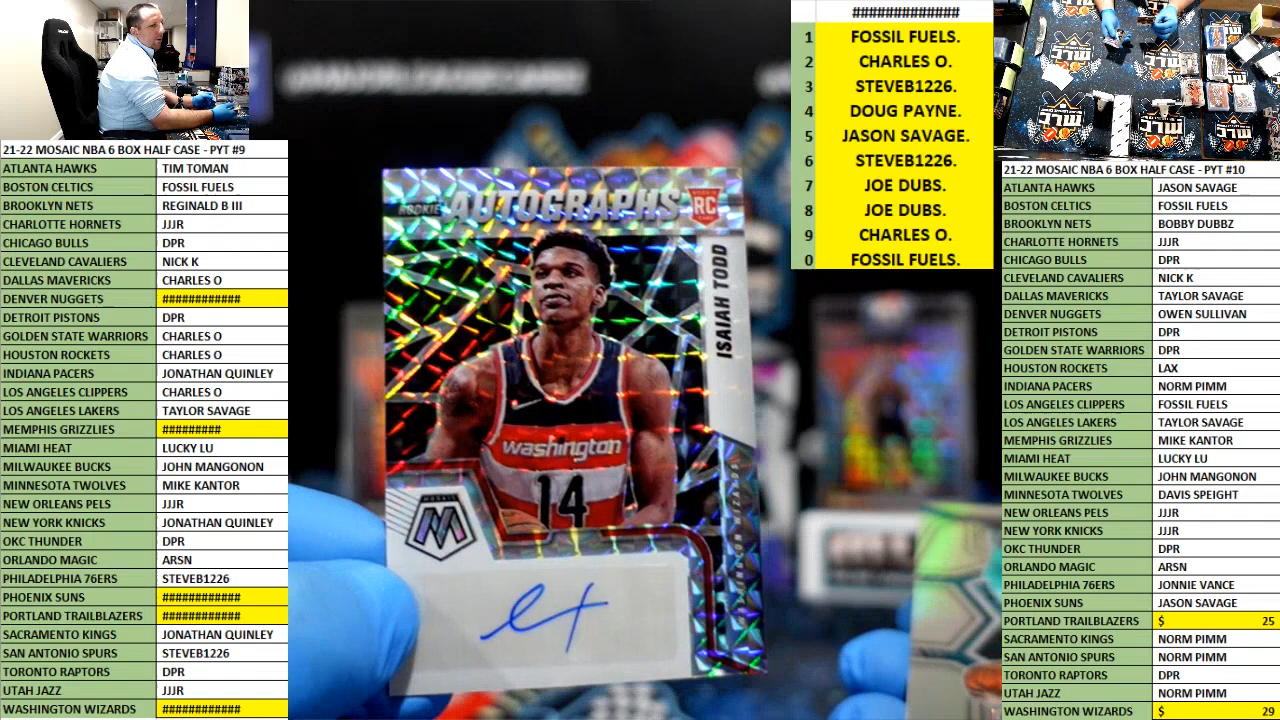 21-22 MOSAIC NBA 6 BOX HALF CASE - PYT #9
ATLANTA HAWKS TIM TOMAN
BOSTON CELTICS FOSSIL FUELS
BROOKLYN NETS REGINALD B III
CHARLOTTE HORNETS JJJR
CHICAGO BULLS DPR
CLEVELAND CAVALIERS NICK K
DALLAS MAVERICKS CHARLES O
DENVER NUGGETS ############
DETROIT PISTONS DPR
GOLDEN STATE WARRIORS CHARLES O
HOUSTON ROCKETS CHARLES O
INDIANA PACERS JONATHAN QUINLEY
LOS ANGELES CLIPPERS CHARLES O
LOS ANGELES LAKERS TAYLOR SAVAGE
MEMPHIS GRIZZLIES #########
MIAMI HEAT LUCKY LU
MILWAUKEE BUCKS JOHN MANGONON
MINNESOTA TWOLVES MIKE KANTOR
NEW ORLEANS PELS JJJR
NEW YORK KNICKS JONATHAN QUINLEY
OKC THUNDER DPR
ORLANDO MAGIC ARSN
PHILADELPHIA 76ERS STEVEB1226
PHOENIX SUNS ############
PORTLAND TRAILBLAZERS ############
SACRAMENTO KINGS JONATHAN QUINLEY
SAN ANTONIO SPURS STEVEB1226
TORONTO RAPTORS DPR
UTAH JAZZ JJJR
WASHINGTON WIZARDS ############
ROOKIE AUTOGRAPHS
ROOKIE
RC
CARD
ISAIAH TODD
washington
14
MOSAIC
M
WASHINGTON WIZARDS
#############
1 FOSSIL FUELS.
2 CHARLES O.
3 STEVEB1226.
4 DOUG PAYNE.
5 JASON SAVAGE.
6 STEVEB1226.
7 JOE DUBS.
8 JOE DUBS.
9 CHARLES O.
0 FOSSIL FUELS.
21-22 MOSAIC NBA 6 BOX HALF CASE - PYT #10
ATLANTA HAWKS JASON SAVAGE
BOSTON CELTICS FOSSIL FUELS
BROOKLYN NETS BOBBY DUBBZ
CHARLOTTE HORNETS JJJR
CHICAGO BULLS DPR
CLEVELAND CAVALIERS NICK K
DALLAS MAVERICKS TAYLOR SAVAGE
DENVER NUGGETS OWEN SULLIVAN
DETROIT PISTONS DPR
GOLDEN STATE WARRIORS DPR
HOUSTON ROCKETS LAX
INDIANA PACERS NORM PIMM
LOS ANGELES CLIPPERS FOSSIL FUELS
LOS ANGELES LAKERS TAYLOR SAVAGE
MEMPHIS GRIZZLIES MIKE KANTOR
MIAMI HEAT LUCKY LU
MILWAUKEE BUCKS JOHN MANGONON
MINNESOTA TWOLVES DAVIS SPEIGHT
NEW ORLEANS PELS JJJR
NEW YORK KNICKS JJJR
OKC THUNDER DPR
ORLANDO MAGIC ARSN
PHILADELPHIA 76ERS JONNIE VANCE
PHOENIX SUNS JASON SAVAGE
PORTLAND TRAILBLAZERS $ 25
SACRAMENTO KINGS NORM PIMM
SAN ANTONIO SPURS NORM PIMM
TORONTO RAPTORS DPR
UTAH JAZZ NORM PIMM
WASHINGTON WIZARDS $ 29